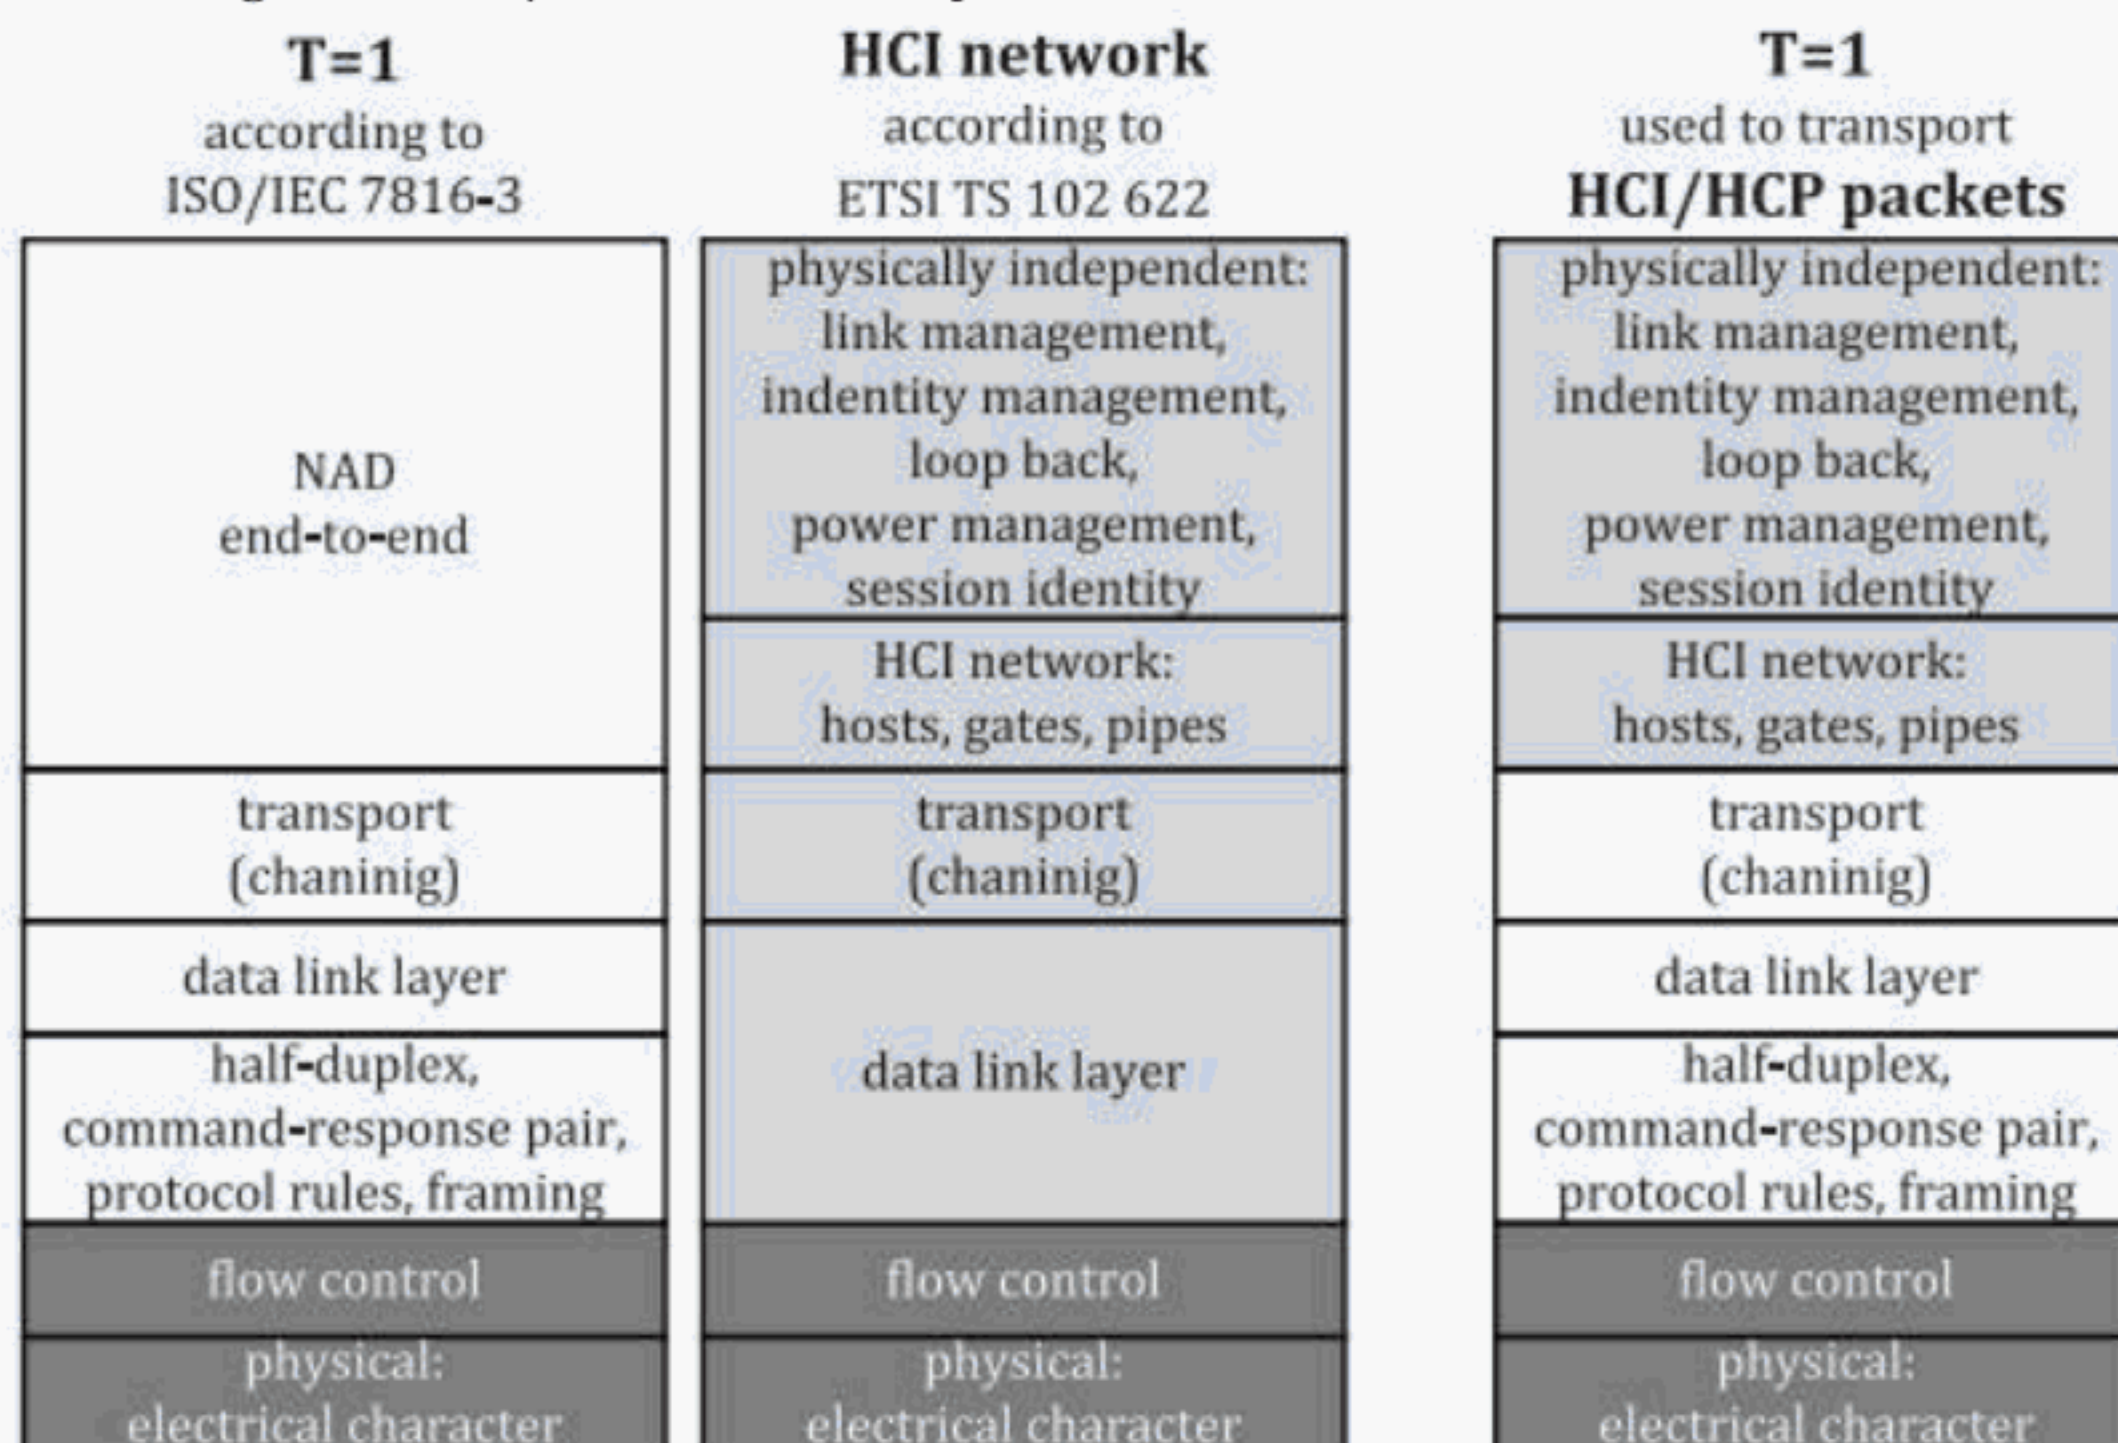 T=1
according to
ISO/IEC 7816-3
NAD
end-to-end
transport
(chaninig)
data link layer
half-duplex,
command-response pair,
protocol rules, framing
flow control
physical:
electrical character
HCI network
according to
ETSI TS 102 622
physically independent:
link management,
indentity management,
loop back,
power management,
session identity
HCI network:
hosts, gates, pipes
transport
(chaninig)
data link layer
flow control
physical:
electrical character
T=1
used to transport
HCI/HCP packets
physically independent:
link management,
indentity management,
loop back,
power management,
session identity
HCI network:
hosts, gates, pipes
transport
(chaninig)
data link layer
half-duplex,
command-response pair,
protocol rules, framing
flow control
physical:
electrical character